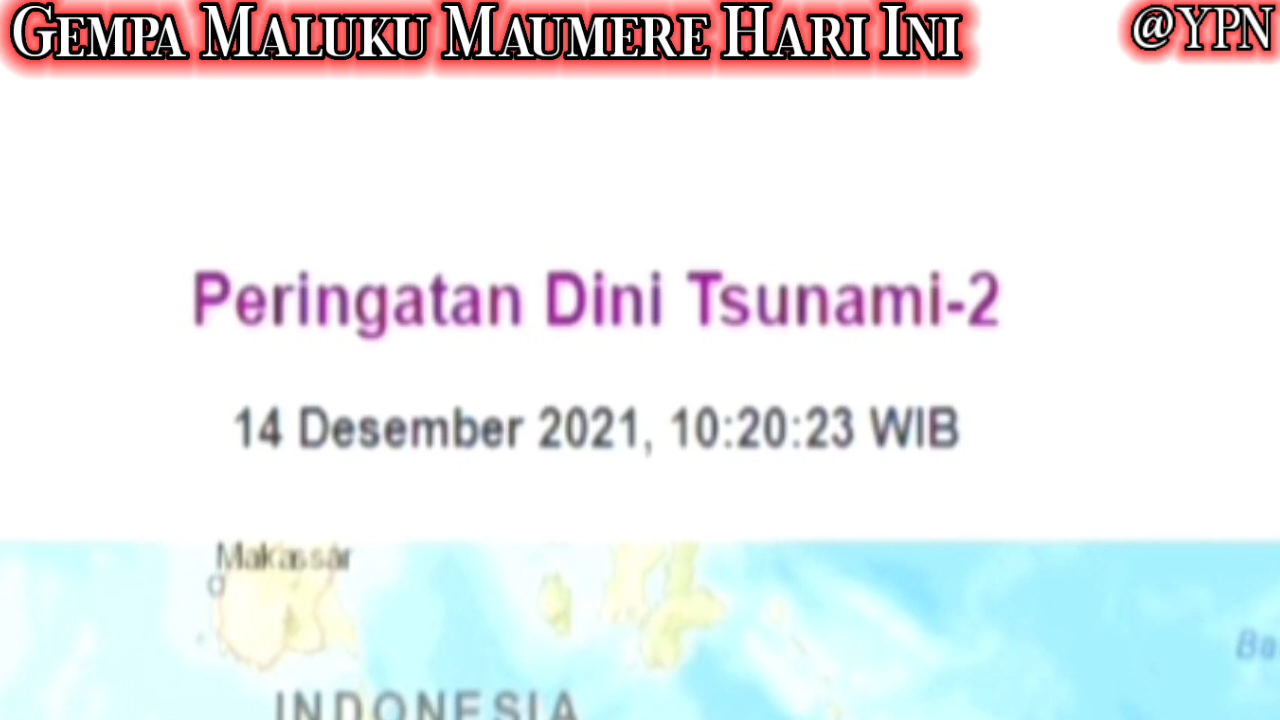 GEMPA MALUKU MAUMERE HARI INI
@YPN
Peringatan Dini Tsunami-2
14 Desember 2021, 10:20:23 WIB
Makassar
INDONESIA